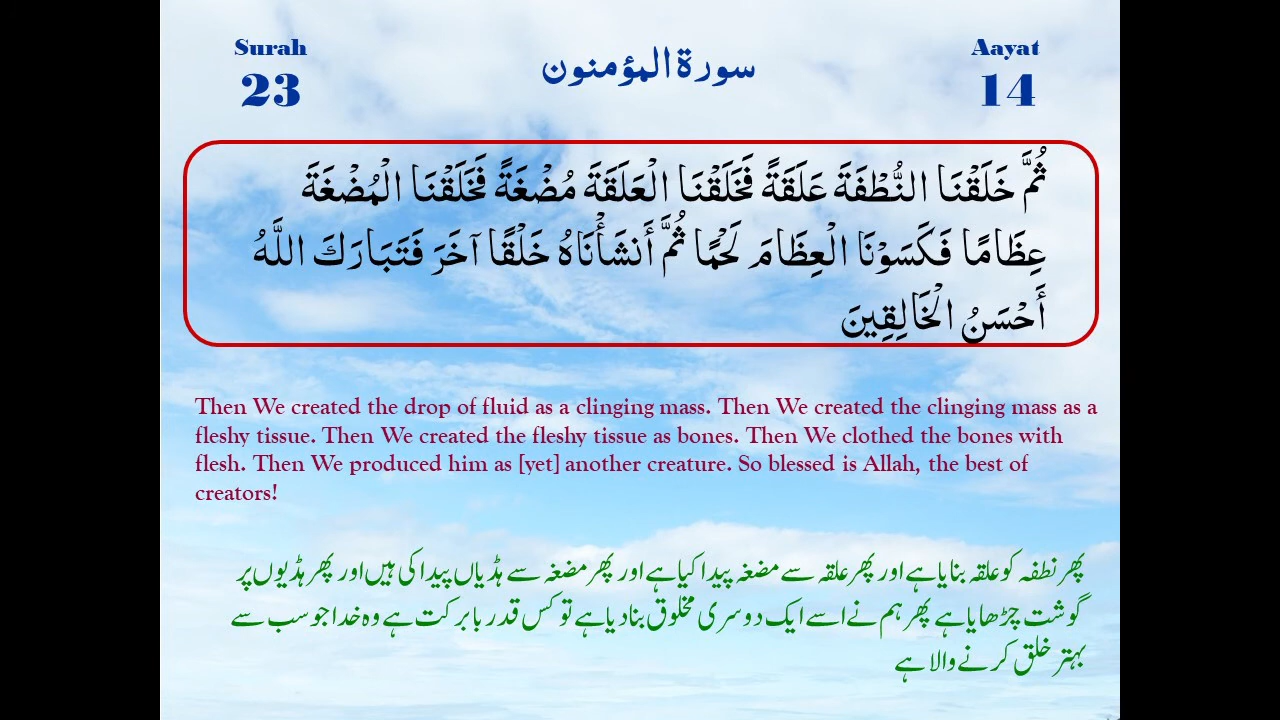 Surah
23
سورة المؤمنون
Aayat
14
ثُمَّ خَلَقْنَا النُّطْفَةَ عَلَقَةً فَخَلَقْنَا الْعَلَقَةَ مُضْغَةً فَخَلَقْنَا الْمُضْغَةَ
عِظَامًا فَكَسَوْنَا الْعِظَامَ لَحْمًا ثُمَّ أَنشَأْنَاهُ خَلْقًا آخَرَ فَتَبَارَكَ اللَّهُ
أَحْسَنُ الْخَالِقِينَ
Then We created the drop of fluid as a clinging mass. Then We created the clinging mass as a
fleshy tissue. Then We created the fleshy tissue as bones. Then We clothed the bones with
flesh. Then We produced him as [yet] another creature. So blessed is Allah, the best of
creators!
پھر نطفہ کو علقہ بنایا ہے اور پھر علقہ سے مضغہ پیدا کیا ہے اور پھر مضغہ سے ہڈیاں پیدا کی ہیں اور پھر ہڈیوں پر
گوشت چڑھایا ہے پھر ہم نے اسے ایک دوسری مخلوق بنادیا ہے تو کس قدر بابرکت ہے وہ خدا جو سب سے
بہتر خلق کرنے والا ہے